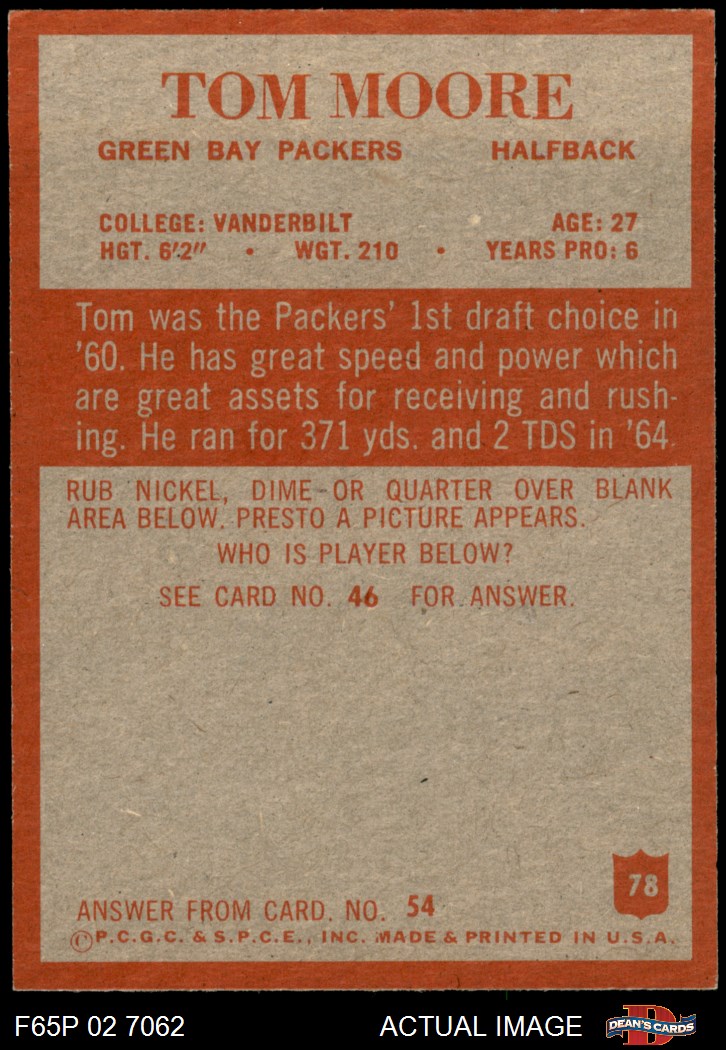 TOM MOORE
GREEN BAY PACKERS HALFBACK
COLLEGE: VANDERBILT AGE: 27
HGT. 6'2" • WGT. 210 • YEARS PRO: 6
Tom was the Packers' 1st draft choice in
'60. He has great speed and power which
are great assets for receiving and rush-
ing. He ran for 371 yds. and 2 TDS in '64.
RUB NICKEL, DIME OR QUARTER OVER BLANK
AREA BELOW. PRESTO A PICTURE APPEARS.
WHO IS PLAYER BELOW?
SEE CARD NO. 46 FOR ANSWER.
78
ANSWER FROM CARD. NO. 54
©P.C.G.C. & S.P.C.E., INC. MADE & PRINTED IN U.S.A.
F65P 02 7062 ACTUAL IMAGE DEAN'S CARDS